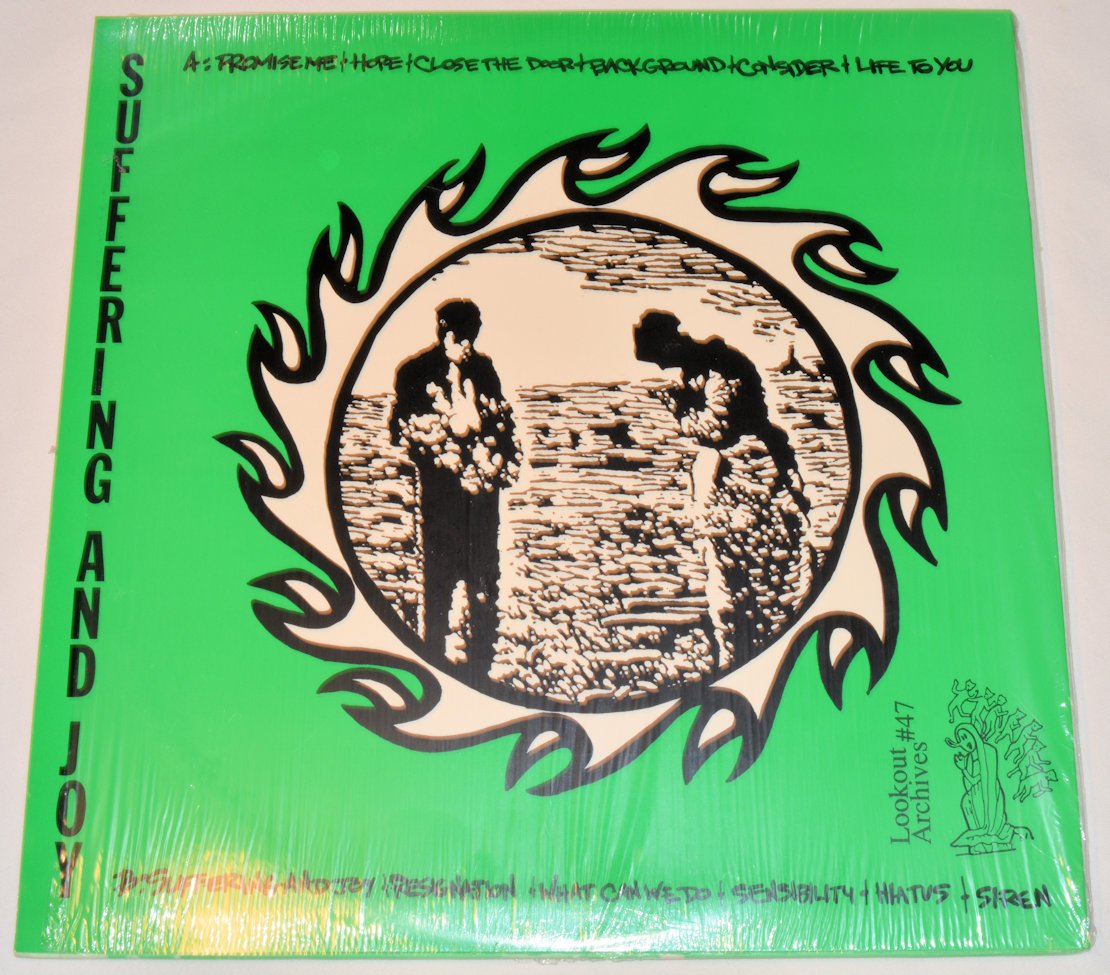 A: PROMISE ME + HOPE + CLOSE THE DOOR + BACKGROUND + CONSIDER + LIFE TO YOU
SUFFERING AND JOY
Lookout
Archives #47
B: SUFFERING AND JOY + RESIGNATION + WHAT CAN WE DO + SENSIBILITY + HIATUS + SIREN